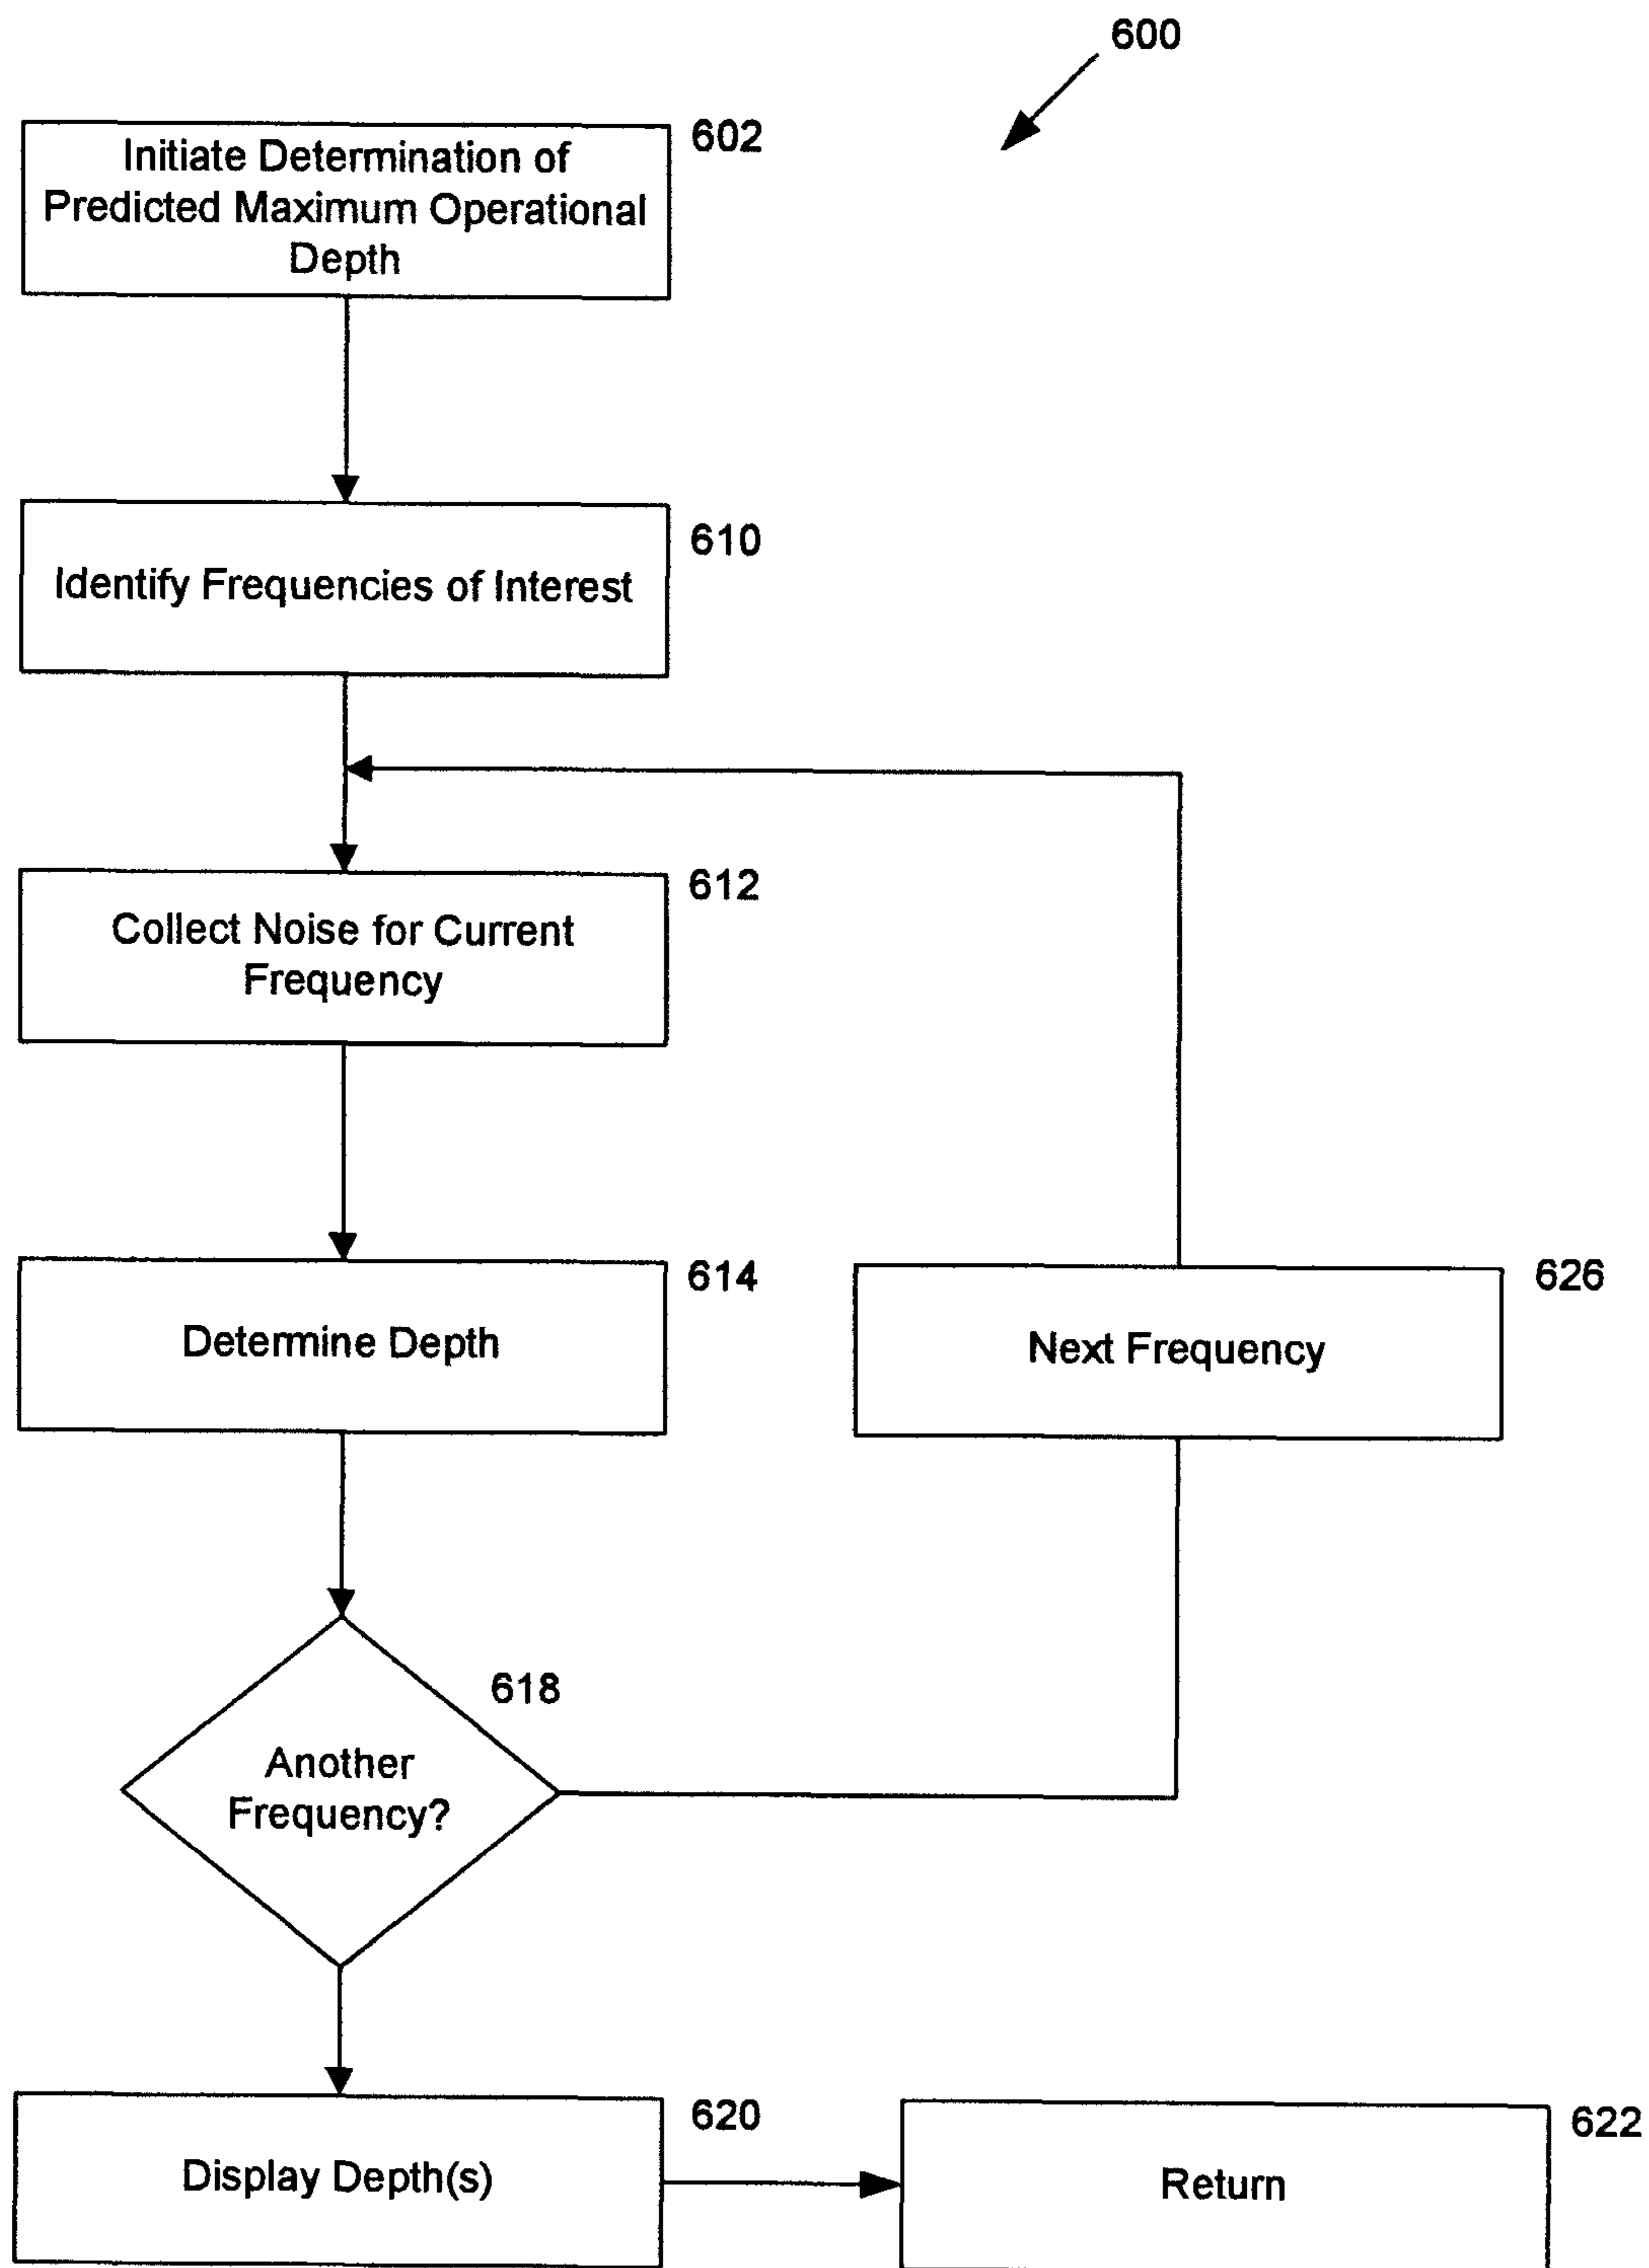 600
602
Initiate Determination of
Predicted Maximum Operational
Depth
610
Identify Frequencies of Interest
612
Collect Noise for Current
Frequency
614
Determine Depth
626
Next Frequency
618
Another
Frequency?
620
Display Depth(s)
622
Return